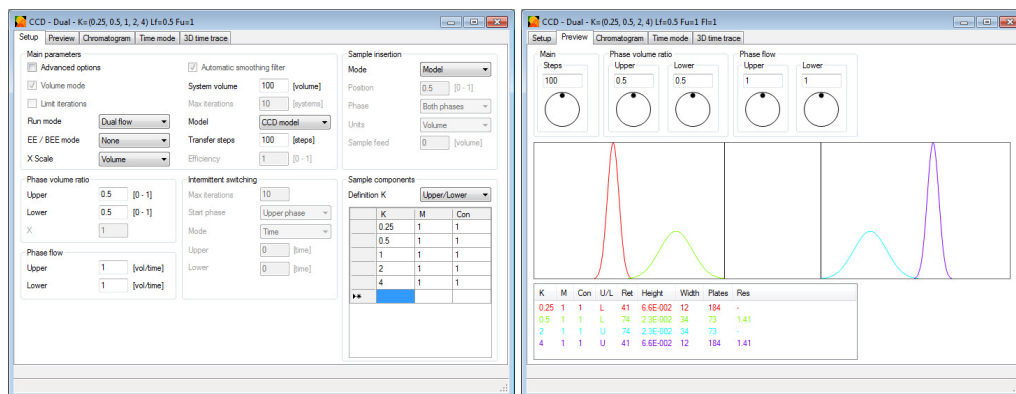 CCD - Dual - K=(0.25, 0.5, 1, 2, 4) Lf=0.5 Fu=1
Setup Preview Chromatogram Time mode 3D time trace
Main parameters
Advanced options Automatic smoothing filter
Volume mode System volume 100 [volume]
Limit iterations Max iterations 10 [systems]
Run mode Dual flow Model CCD model
EE / BEE mode None Transfer steps 100 [steps]
X Scale Volume Efficiency 1 [0 - 1]
Sample insertion
Mode Model
Position 0.5 [0 - 1]
Phase Both phases
Units Volume
Sample feed 0 [volume]
Phase volume ratio
Upper 0.5 [0 - 1]
Lower 0.5 [0 - 1]
X 1
Phase flow
Upper 1 [vol/time]
Lower 1 [vol/time]
Intermittent switching
Max iterations 10
Start phase Upper phase
Mode Time
Upper 0 [time]
Lower 0 [time]
Sample components
Definition K Upper/Lower
K M Con
0.25 1 1
0.5 1 1
1 1 1
2 1 1
4 1 1
CCD - Dual - K=(0.25, 0.5, 1, 2, 4) Lf=0.5 Fu=1 Fl=1
Setup Preview Chromatogram Time mode 3D time trace
Main Phase volume ratio Phase flow
Steps Upper Lower Upper Lower
100 0.5 0.5 1 1
K M Con U/L Ret Height Width Plates Res
0.25 1 1 L 41 6.6E-002 12 184 -
0.5 1 1 L 74 2.3E-002 34 73 1.41
2 1 1 U 74 2.3E-002 34 73 -
4 1 1 U 41 6.6E-002 12 184 1.41